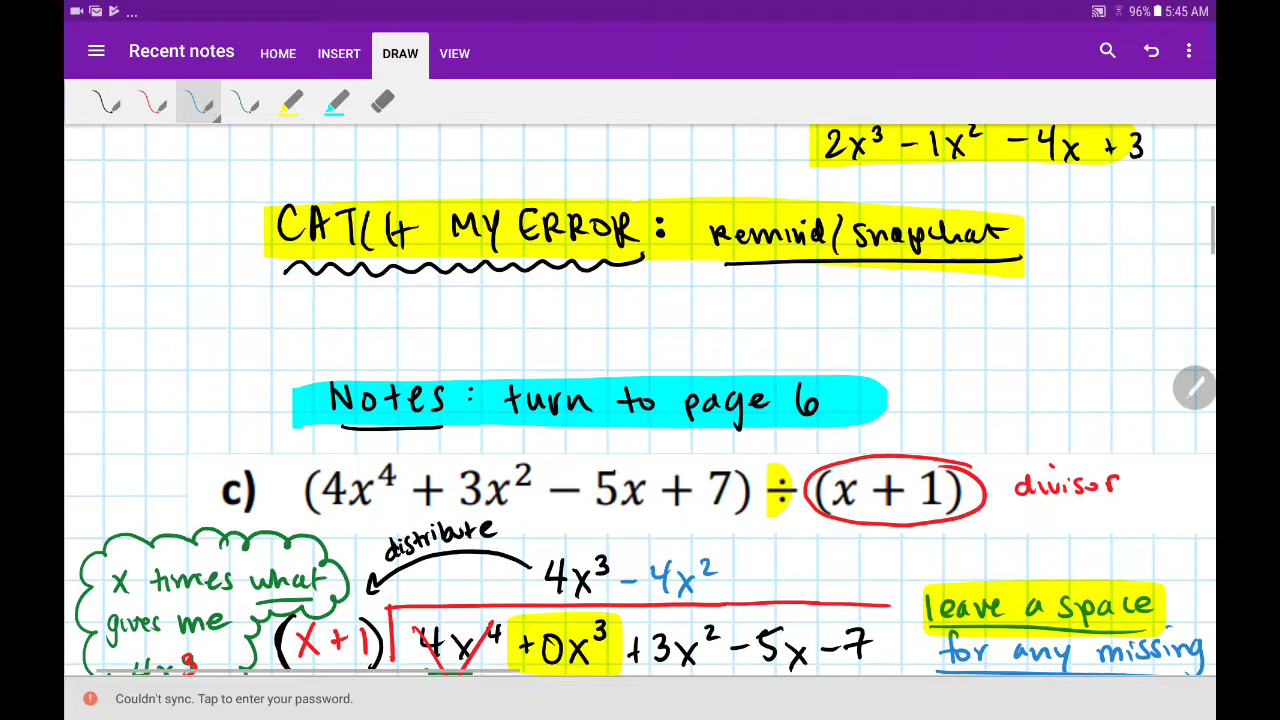 ... 96% 5:45 AM
Recent notes HOME INSERT DRAW VIEW
2x³ - 1x² - 4x + 3
CATCH MY ERROR: Remind/Snapchat
Notes: turn to page 6
c) (4x⁴ + 3x² − 5x + 7) ÷ (x + 1) divisor
distribute
4x³ - 4x²
x times what
gives me
4x³
(x+1) 4x⁴ +0x³ +3x² -5x -7
leave a space
for any missing
Couldn't sync. Tap to enter your password.